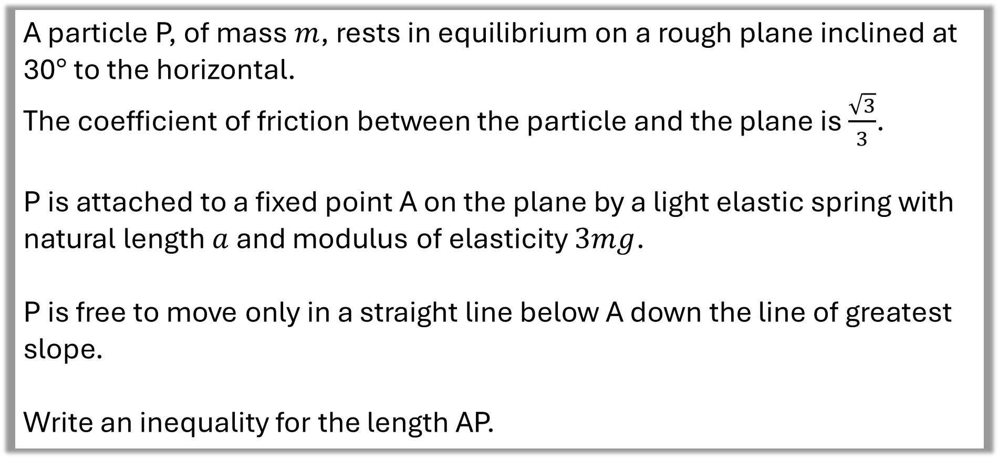 A particle P, of mass 𝑚, rests in equilibrium on a rough plane inclined at
30° to the horizontal.
The coefficient of friction between the particle and the plane is √3/3.
P is attached to a fixed point A on the plane by a light elastic spring with
natural length 𝑎 and modulus of elasticity 3𝑚𝑔.
P is free to move only in a straight line below A down the line of greatest
slope.
Write an inequality for the length AP.